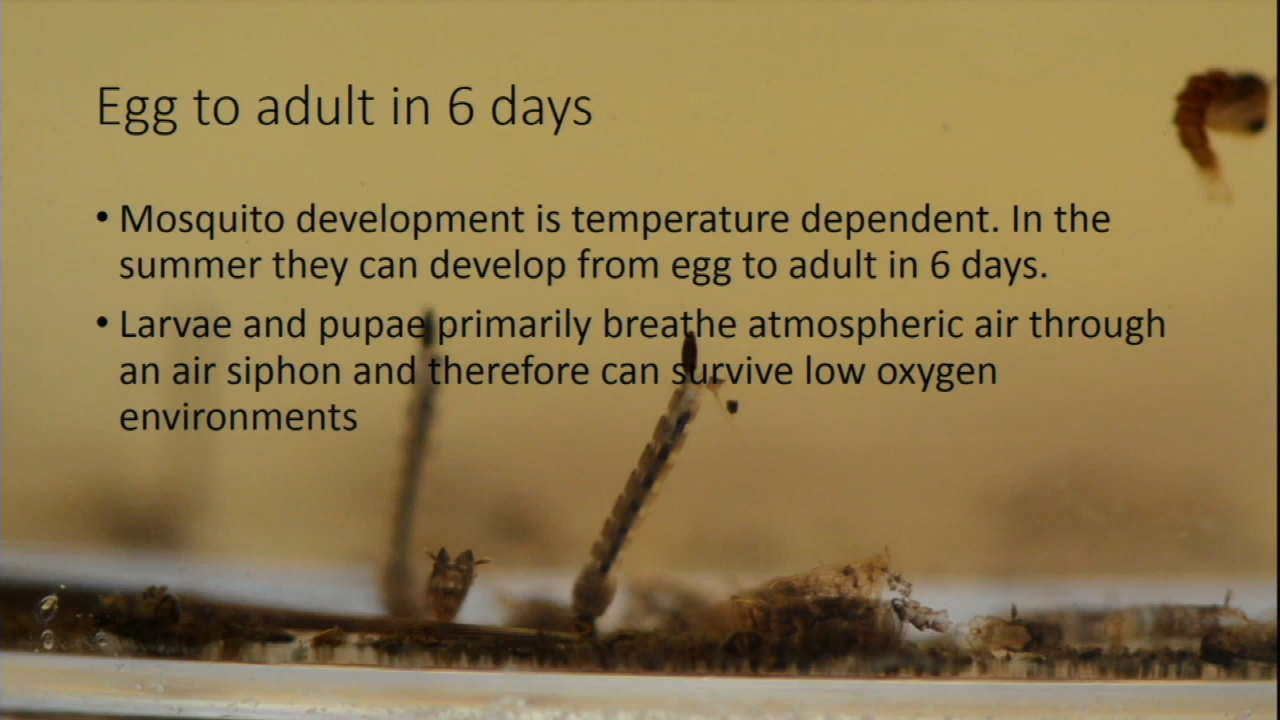 Egg to adult in 6 days
• Mosquito development is temperature dependent. In the
summer they can develop from egg to adult in 6 days.
• Larvae and pupae primarily breathe atmospheric air through
an air siphon and therefore can survive low oxygen
environments